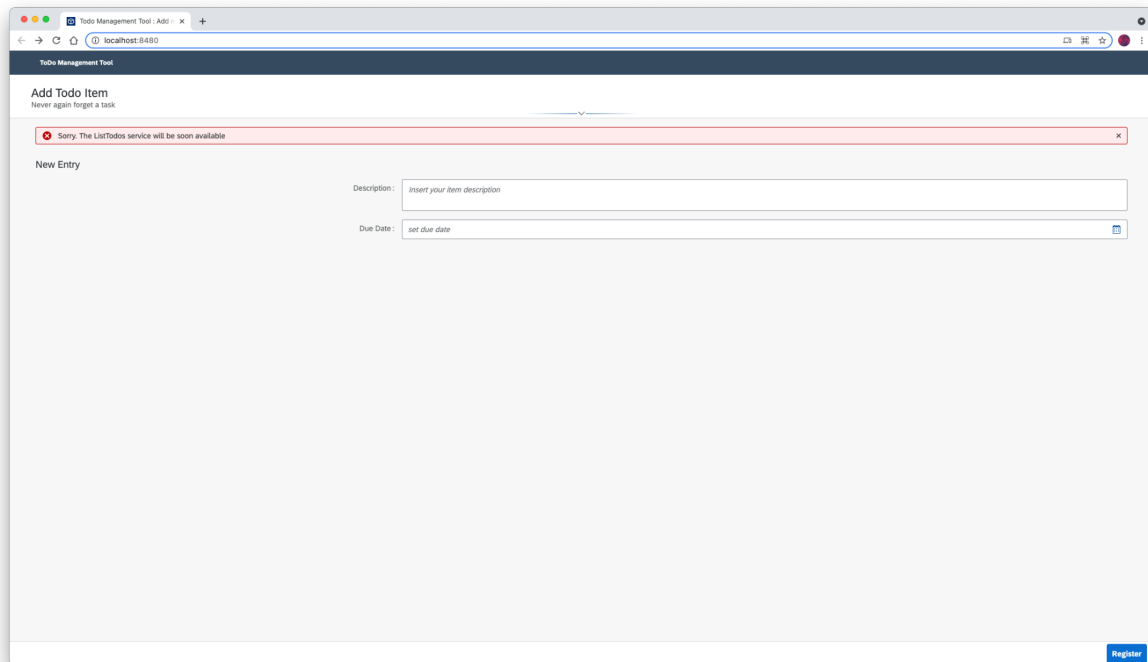 Todo Management Tool : Add
localhost:8480
ToDo Management Tool
Add Todo Item
Never again forget a task
Sorry. The ListTodos service will be soon available
New Entry
Description :
Insert your item description
Due Date :
set due date
Register